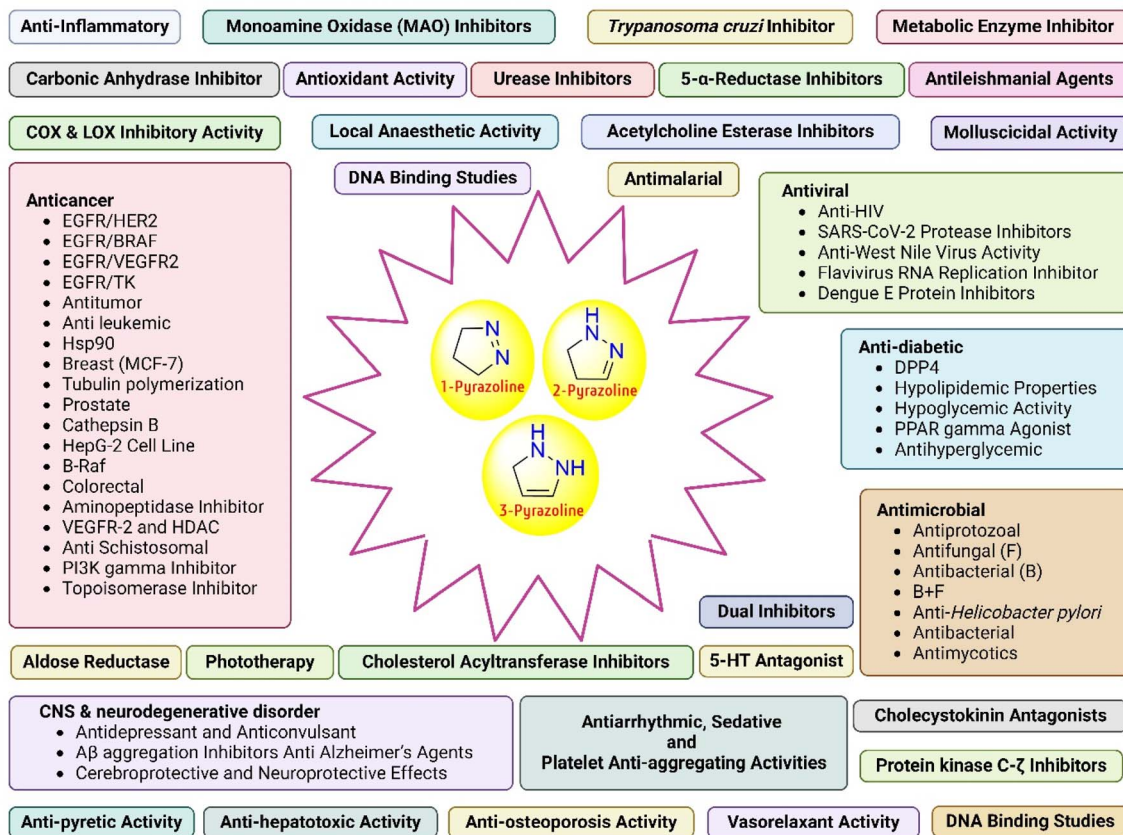 Anti-Inflammatory
Monoamine Oxidase (MAO) Inhibitors
Trypanosoma cruzi Inhibitor
Metabolic Enzyme Inhibitor
Carbonic Anhydrase Inhibitor
Antioxidant Activity
Urease Inhibitors
5-α-Reductase Inhibitors
Antileishmanial Agents
COX & LOX Inhibitory Activity
Local Anaesthetic Activity
Acetylcholine Esterase Inhibitors
Molluscicidal Activity
DNA Binding Studies
Antimalarial
Anticancer
• EGFR/HER2
• EGFR/BRAF
• EGFR/VEGFR2
• EGFR/TK
• Antitumor
• Anti leukemic
• Hsp90
• Breast (MCF-7)
• Tubulin polymerization
• Prostate
• Cathepsin B
• HepG-2 Cell Line
• B-Raf
• Colorectal
• Aminopeptidase Inhibitor
• VEGFR-2 and HDAC
• Anti Schistosomal
• PI3K gamma Inhibitor
• Topoisomerase Inhibitor
N
N
1-Pyrazoline
H
N
N
2-Pyrazoline
H
N
NH
3-Pyrazoline
Antiviral
• Anti-HIV
• SARS-CoV-2 Protease Inhibitors
• Anti-West Nile Virus Activity
• Flavivirus RNA Replication Inhibitor
• Dengue E Protein Inhibitors
Anti-diabetic
• DPP4
• Hypolipidemic Properties
• Hypoglycemic Activity
• PPAR gamma Agonist
• Antihyperglycemic
Antimicrobial
• Antiprotozoal
• Antifungal (F)
• Antibacterial (B)
• B+F
• Anti-Helicobacter pylori
• Antibacterial
• Antimycotics
Dual Inhibitors
Aldose Reductase
Phototherapy
Cholesterol Acyltransferase Inhibitors
5-HT Antagonist
CNS & neurodegenerative disorder
• Antidepressant and Anticonvulsant
• Aβ aggregation Inhibitors Anti Alzheimer's Agents
• Cerebroprotective and Neuroprotective Effects
Antiarrhythmic, Sedative
and
Platelet Anti-aggregating Activities
Cholecystokinin Antagonists
Protein kinase C-ζ Inhibitors
Anti-pyretic Activity
Anti-hepatotoxic Activity
Anti-osteoporosis Activity
Vasorelaxant Activity
DNA Binding Studies